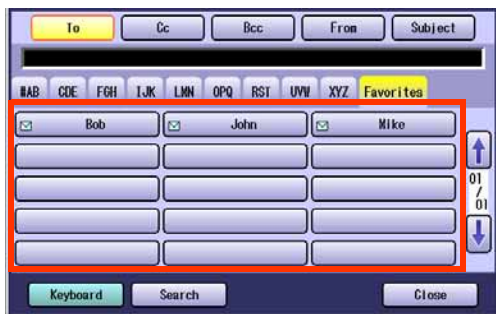 To Cc Bcc From Subject
#AB CDE FGH IJK LMN OPQ RST UVW XYZ Favorites
Bob John Mike
01
/
01
Keyboard Search Close